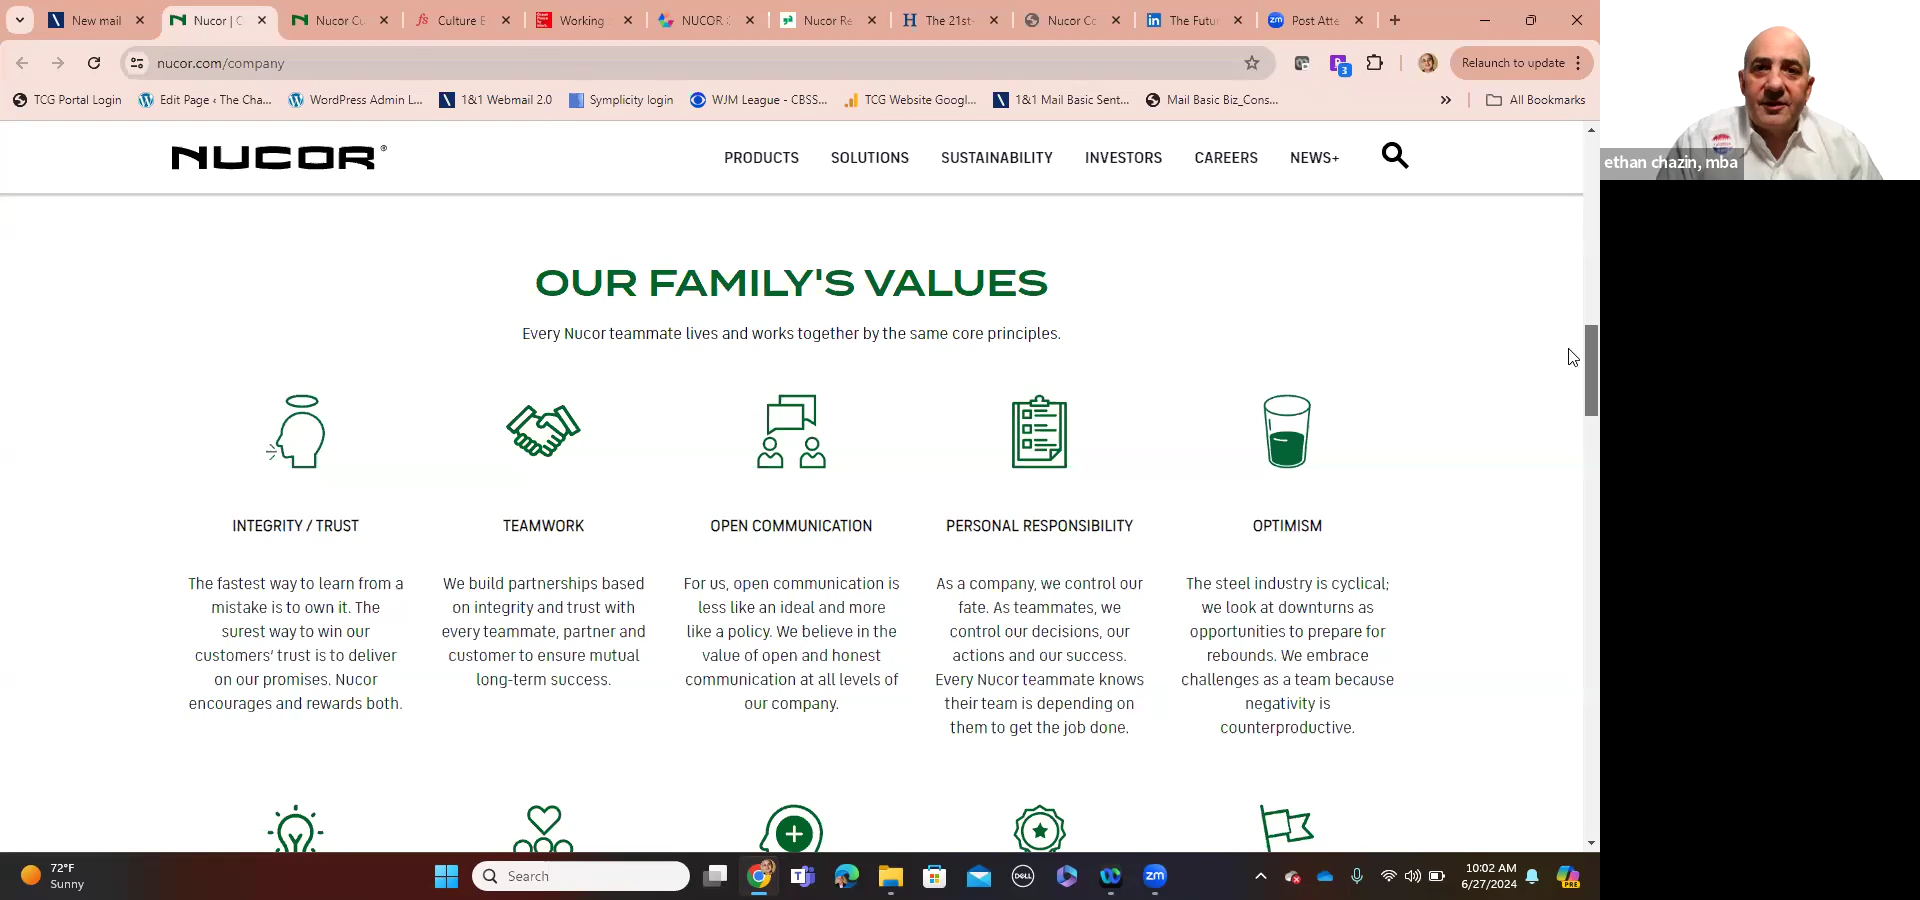 New mail
Nucor | C
Nucor Cu
Culture E
Working
NUCOR
Nucor Re
The 21st-
Nucor Co
The Futu
Post Atte
nucor.com/company
3
Relaunch to update
TCG Portal Login
Edit Page ‹ The Cha...
WordPress Admin L...
1&1 Webmail 2.0
Symplicity login
WJM League - CBSS...
TCG Website Googl...
1&1 Mail Basic Sent...
Mail Basic Biz_Cons...
All Bookmarks
NUCOR®
PRODUCTS
SOLUTIONS
SUSTAINABILITY
INVESTORS
CAREERS
NEWS+
ethan chazin, mba
OUR FAMILY'S VALUES
Every Nucor teammate lives and works together by the same core principles.
INTEGRITY / TRUST
The fastest way to learn from a
mistake is to own it. The
surest way to win our
customers’ trust is to deliver
on our promises. Nucor
encourages and rewards both.
TEAMWORK
We build partnerships based
on integrity and trust with
every teammate, partner and
customer to ensure mutual
long-term success.
OPEN COMMUNICATION
For us, open communication is
less like an ideal and more
like a policy. We believe in the
value of open and honest
communication at all levels of
our company.
PERSONAL RESPONSIBILITY
As a company, we control our
fate. As teammates, we
control our decisions, our
actions and our success.
Every Nucor teammate knows
their team is depending on
them to get the job done.
OPTIMISM
The steel industry is cyclical;
we look at downturns as
opportunities to prepare for
rebounds. We embrace
challenges as a team because
negativity is
counterproductive.
72°F
Sunny
Search
DELL
zm
10:02 AM
6/27/2024
PRE